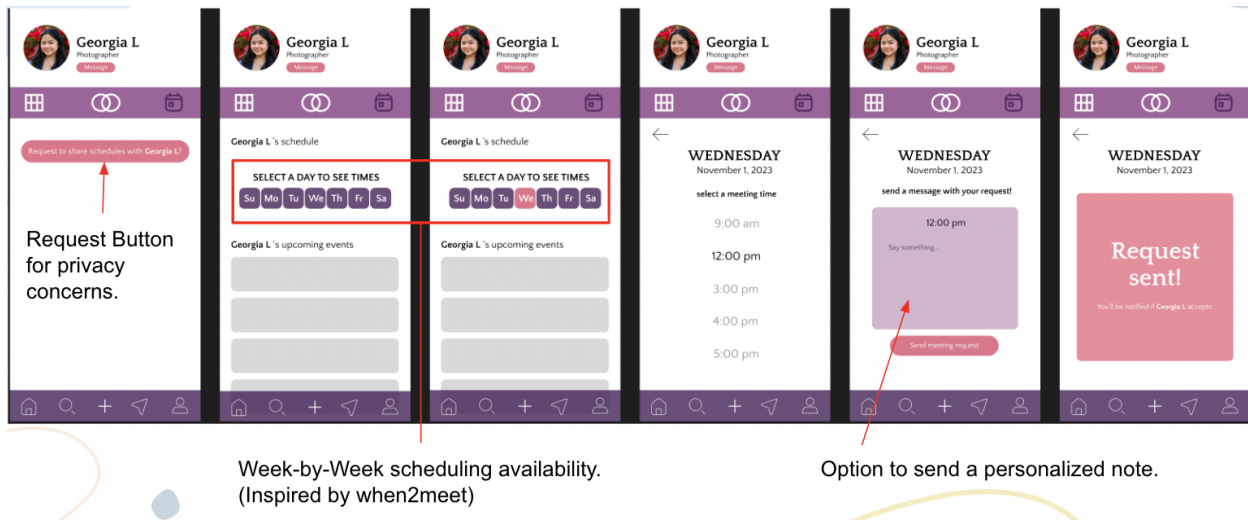 Georgia L
Photographer
Message
Request to share schedules with Georgia L?
Request Button
for privacy
concerns.
Georgia L
Photographer
Message
Georgia L 's schedule
SELECT A DAY TO SEE TIMES
Su Mo Tu We Th Fr Sa
Georgia L 's upcoming events
Georgia L
Photographer
Message
Georgia L 's schedule
SELECT A DAY TO SEE TIMES
Su Mo Tu We Th Fr Sa
Georgia L 's upcoming events
Week-by-Week scheduling availability.
(Inspired by when2meet)
Georgia L
Photographer
Message
WEDNESDAY
November 1, 2023
select a meeting time
9:00 am
12:00 pm
3:00 pm
4:00 pm
5:00 pm
Georgia L
Photographer
Message
WEDNESDAY
November 1, 2023
send a message with your request!
12:00 pm
Say something...
Send meeting request
Option to send a personalized note.
Georgia L
Photographer
Message
WEDNESDAY
November 1, 2023
Request
sent!
You'll be notified if Georgia L accepts.